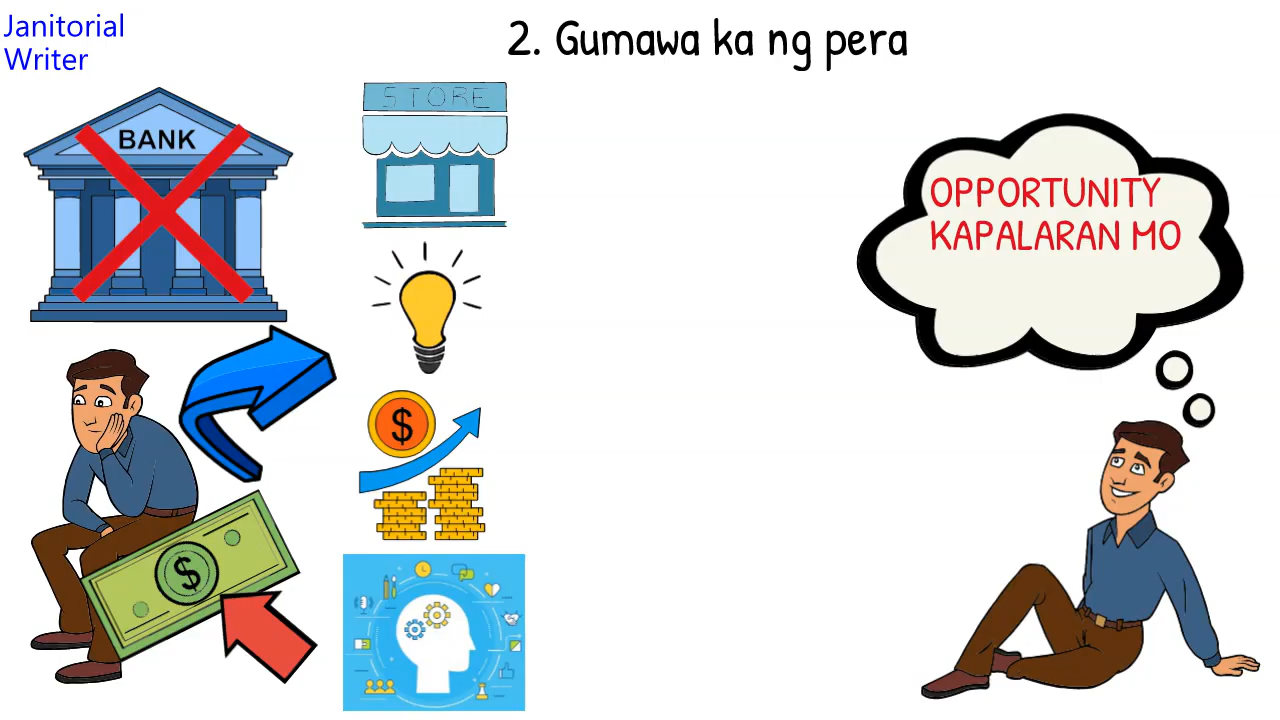 Janitorial
Writer
2. Gumawa ka ng pera
BANK
STORE
OPPORTUNITY
KAPALARAN MO
$
$